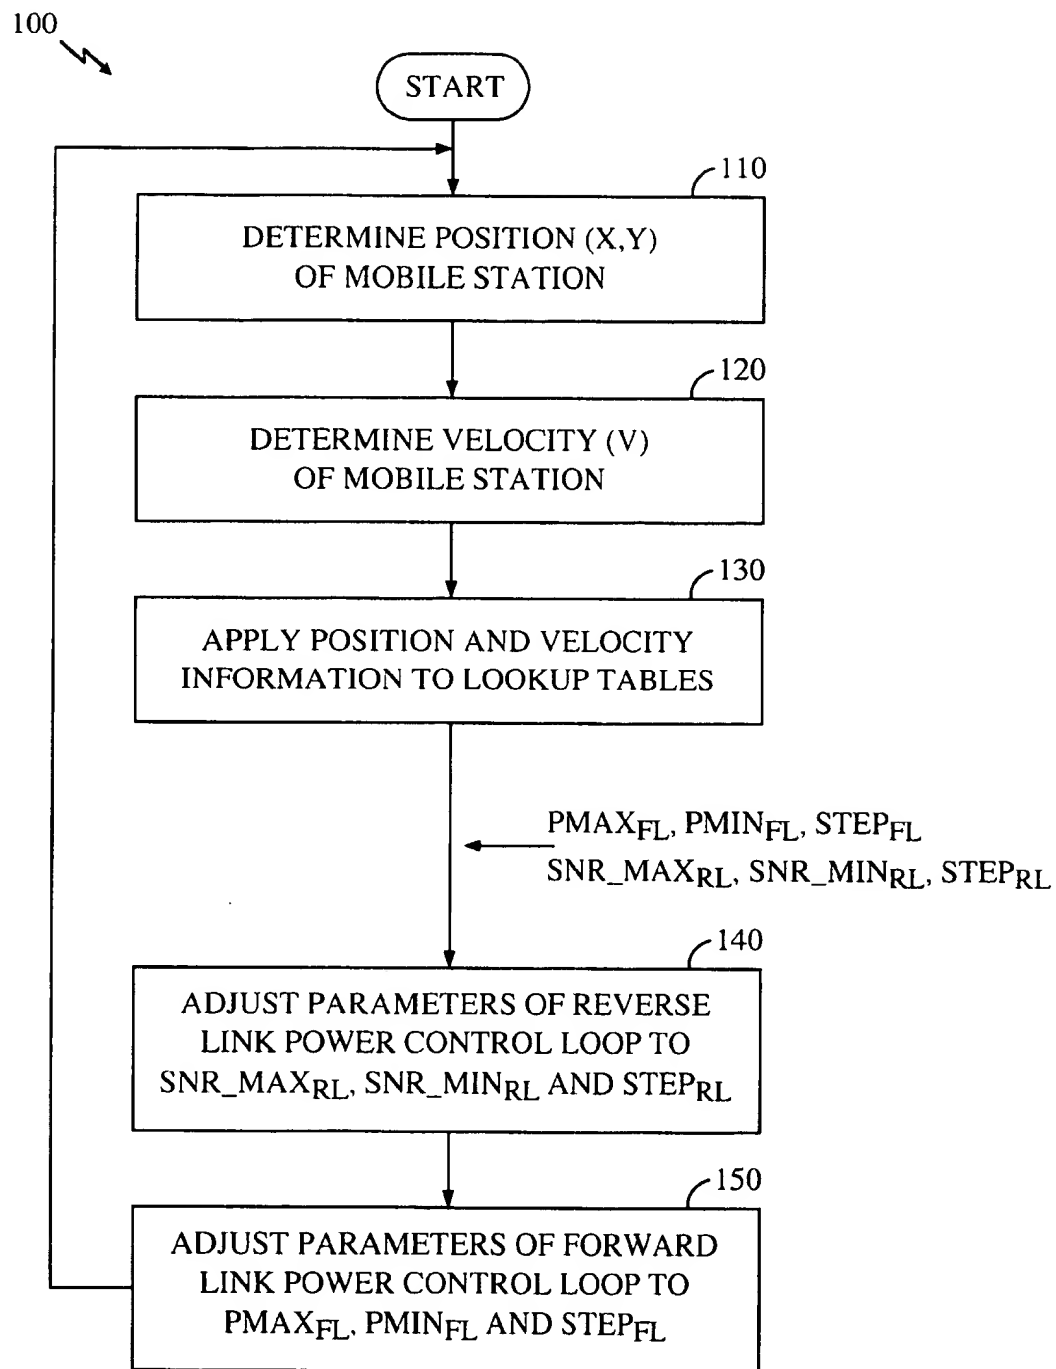 100
START
110
DETERMINE POSITION (X,Y)
OF MOBILE STATION
120
DETERMINE VELOCITY (V)
OF MOBILE STATION
130
APPLY POSITION AND VELOCITY
INFORMATION TO LOOKUP TABLES
PMAXFL, PMINFL, STEPFL
SNR_MAXRL, SNR_MINRL, STEPRL
140
ADJUST PARAMETERS OF REVERSE
LINK POWER CONTROL LOOP TO
SNR_MAXRL, SNR_MINRL AND STEPRL
150
ADJUST PARAMETERS OF FORWARD
LINK POWER CONTROL LOOP TO
PMAXFL, PMINFL AND STEPFL